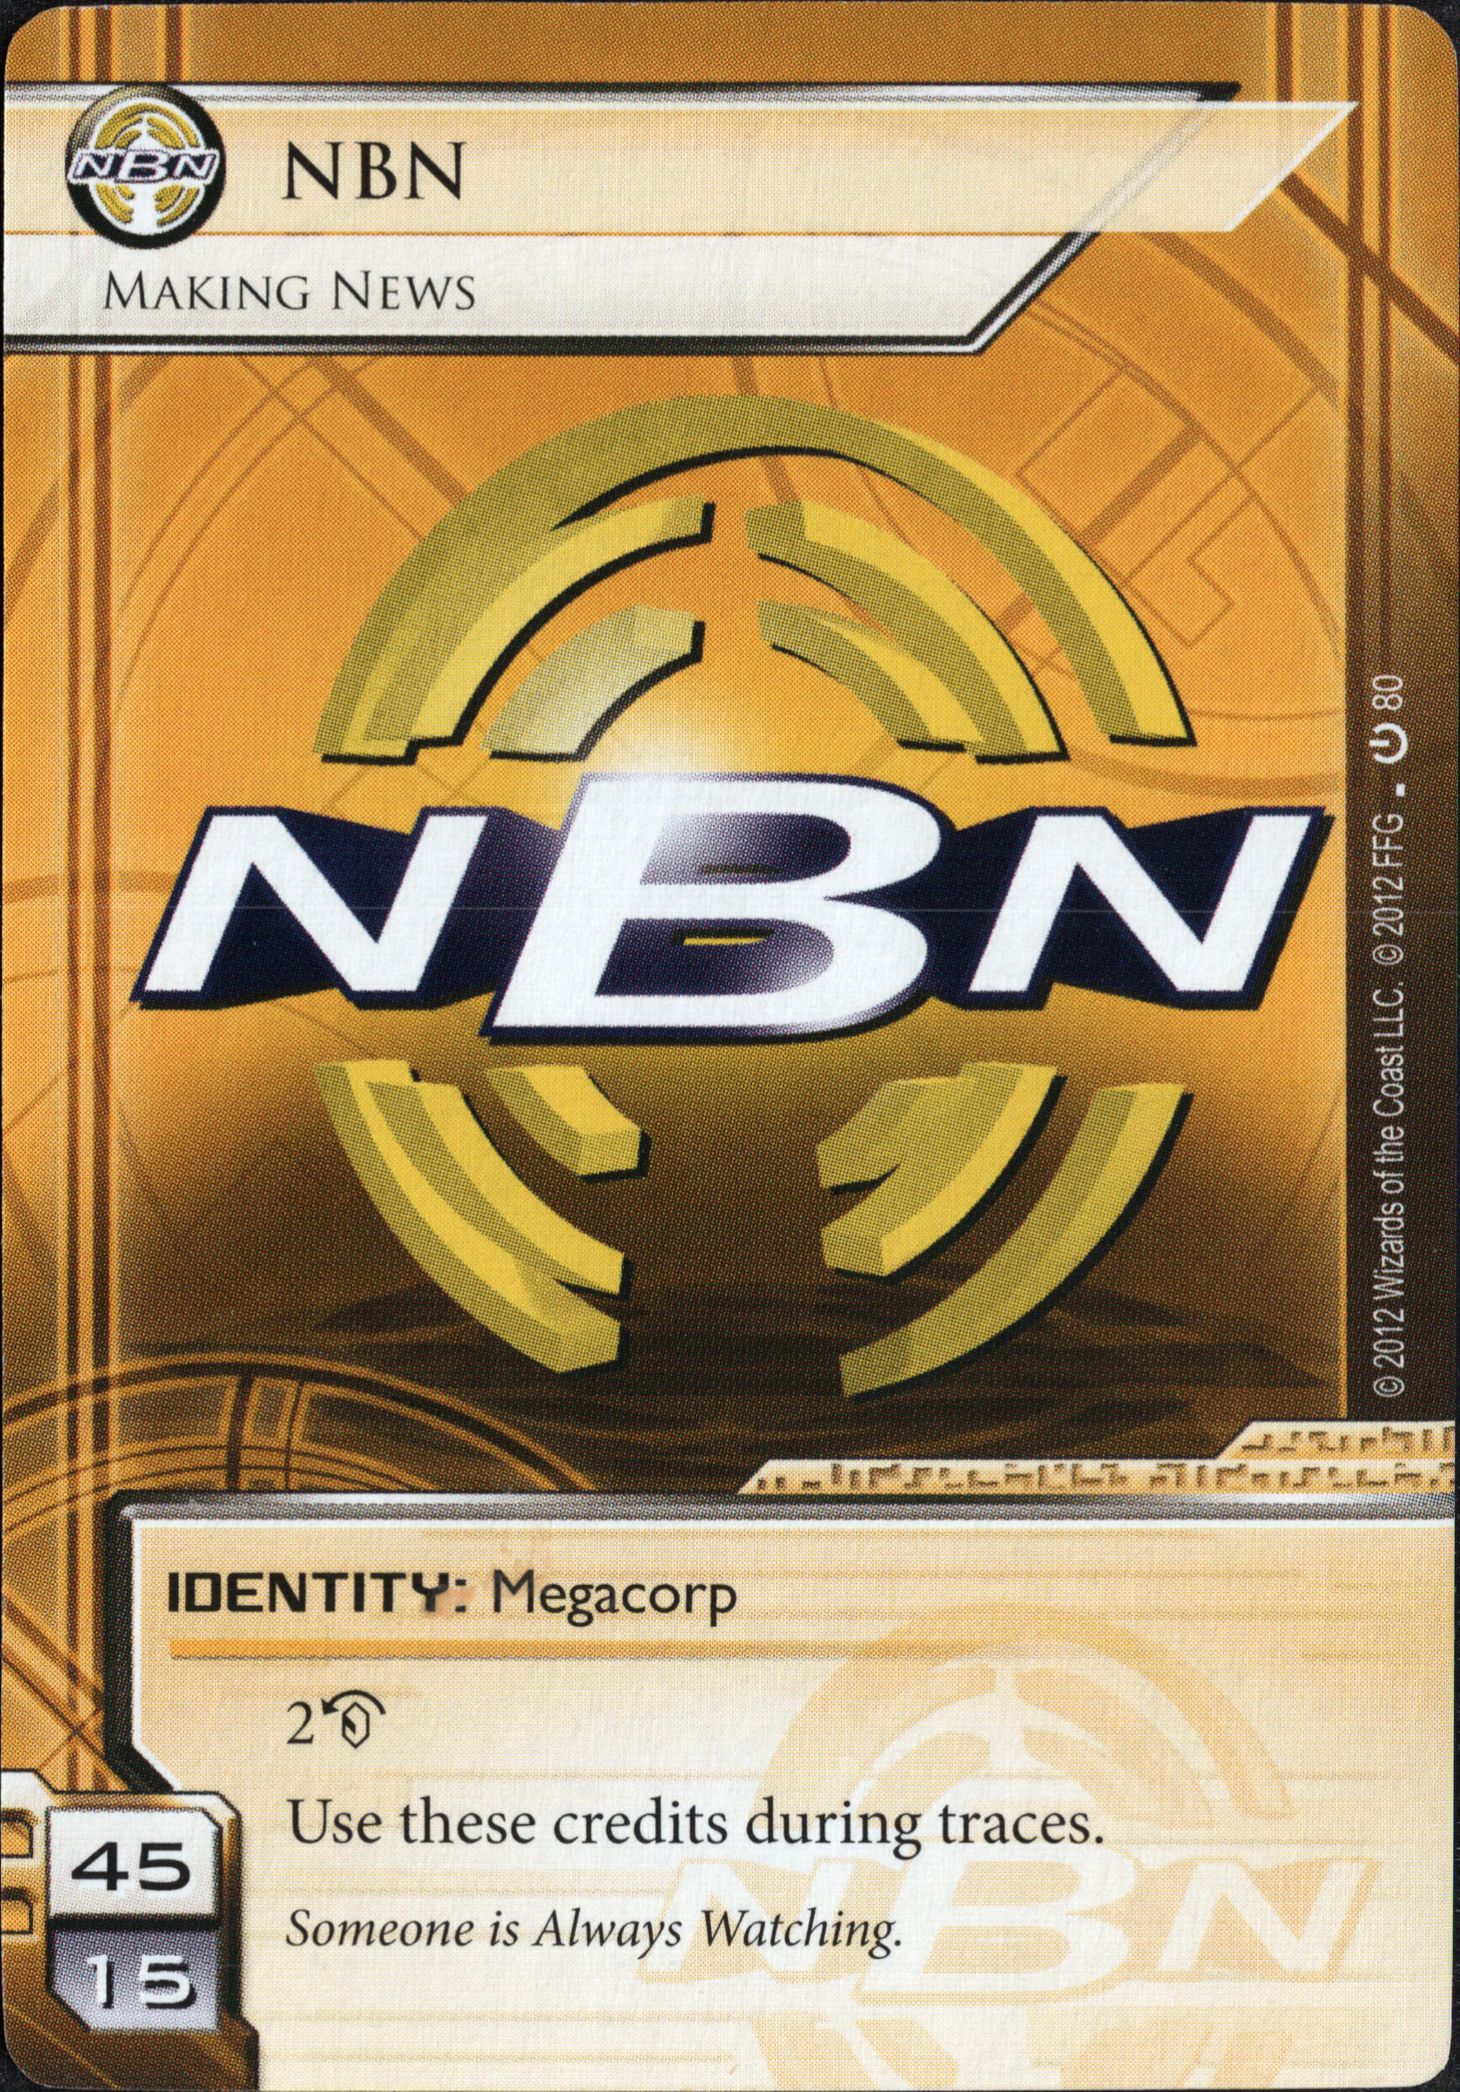 NBN
NBN
MAKING NEWS
NBN
© 2012 Wizards of the Coast LLC. © 2012 FFG. 80
IDENTITY: Megacorp
2
Use these credits during traces.
Someone is Always Watching.
NBN
45
15